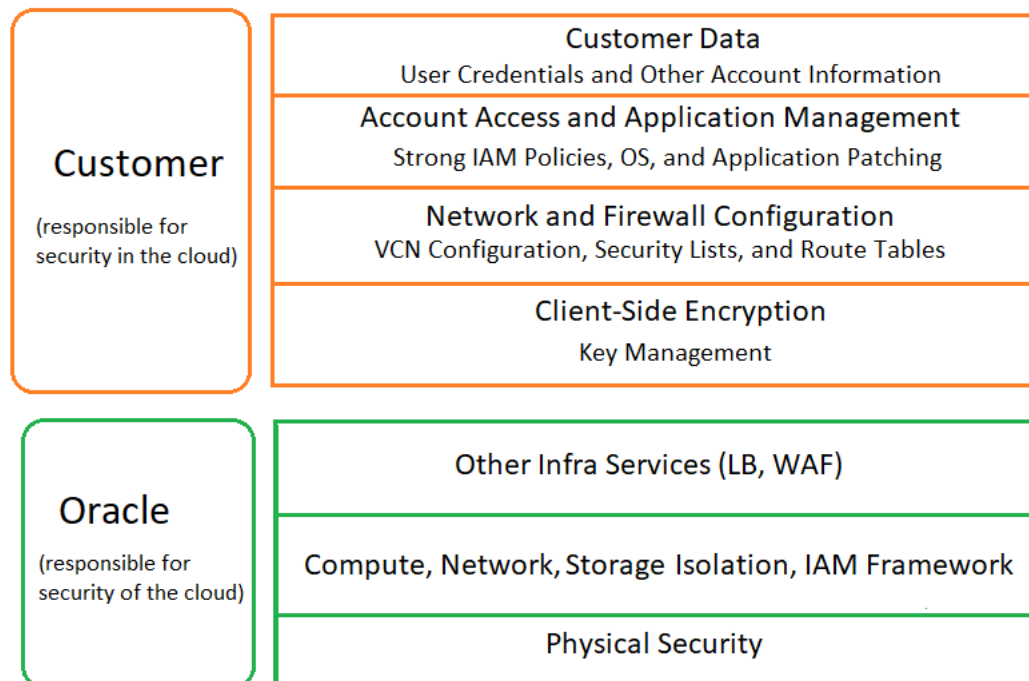 Customer
(responsible for
security in the cloud)
Customer Data
User Credentials and Other Account Information
Account Access and Application Management
Strong IAM Policies, OS, and Application Patching
Network and Firewall Configuration
VCN Configuration, Security Lists, and Route Tables
Client-Side Encryption
Key Management
Oracle
(responsible for
security of the cloud)
Other Infra Services (LB, WAF)
Compute, Network, Storage Isolation, IAM Framework
Physical Security